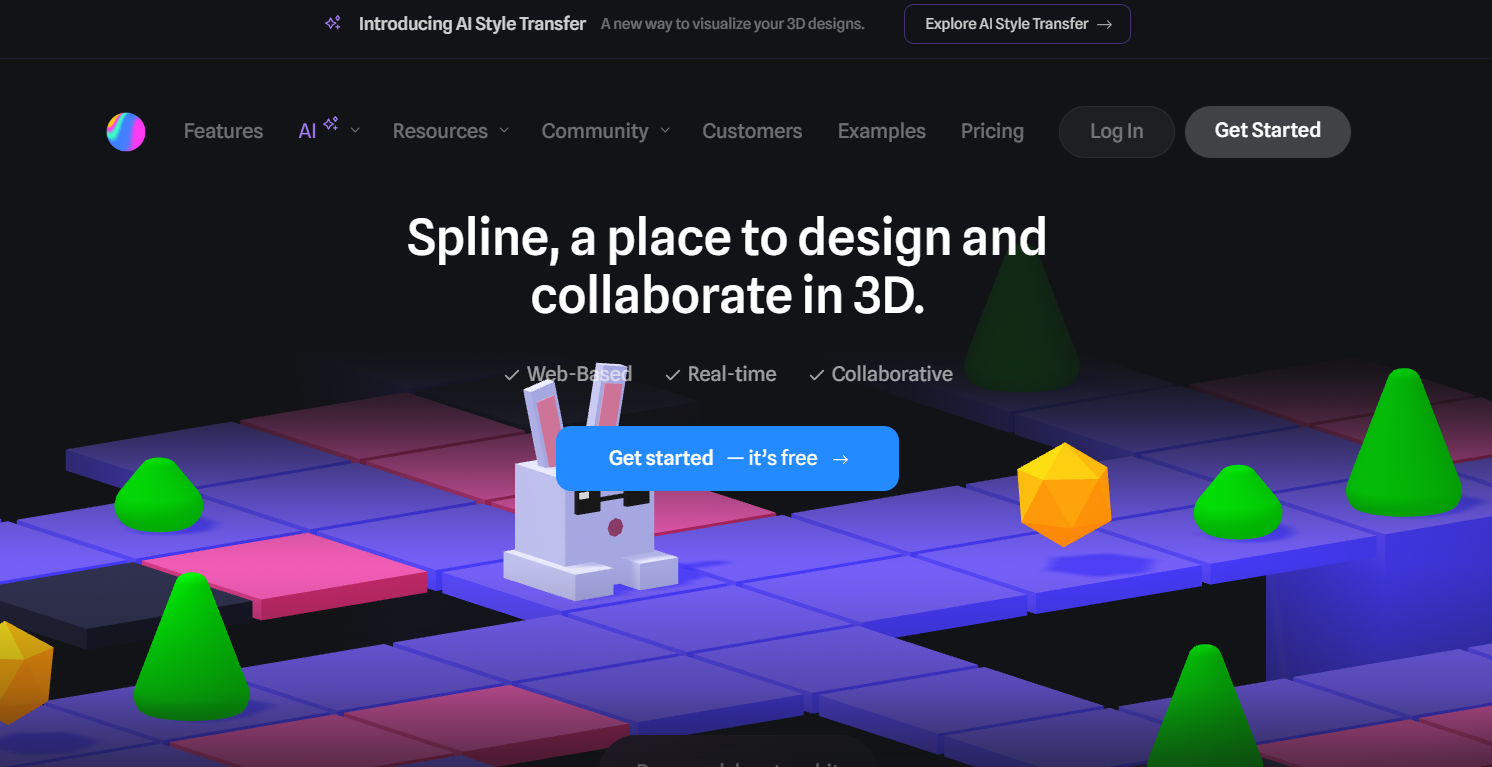 Introducing AI Style Transfer A new way to visualize your 3D designs. Explore AI Style Transfer →
Features AI Resources Community Customers Examples Pricing Log In Get Started
Spline, a place to design and
collaborate in 3D.
✓ Web-Based ✓ Real-time ✓ Collaborative
Get started — it’s free →